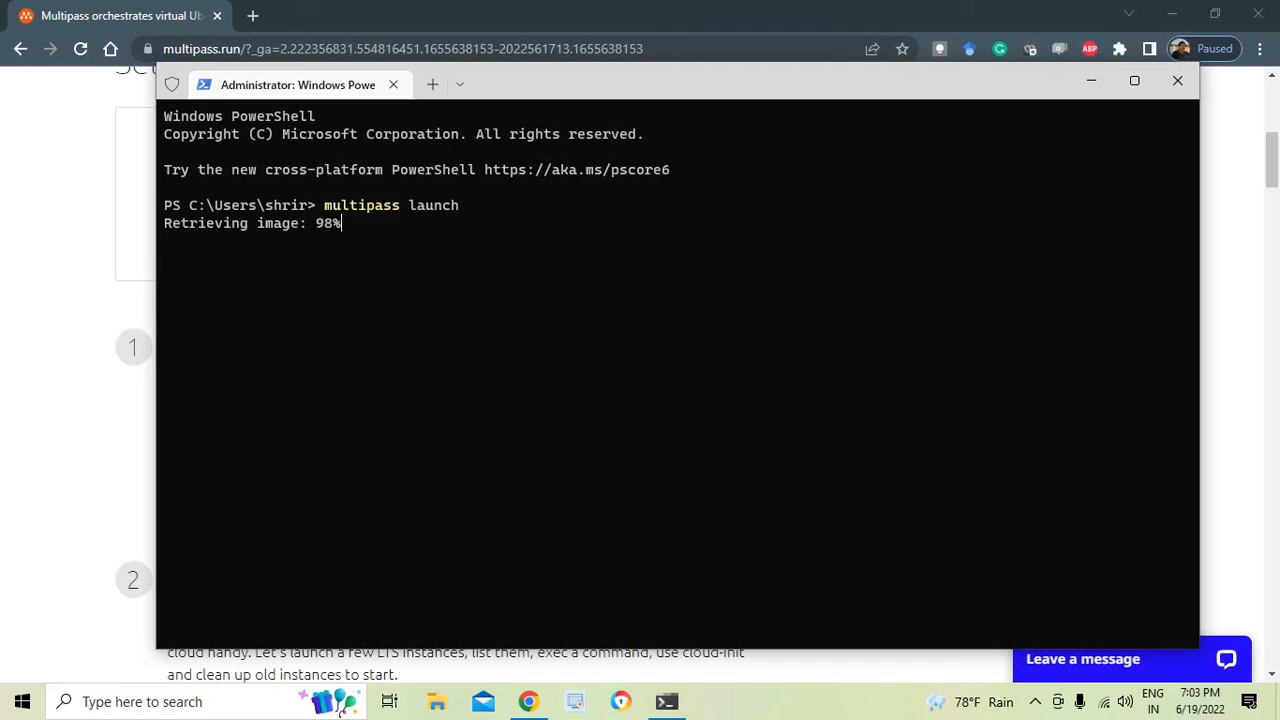 Multipass orchestrates virtual Ub
multipass.run/?_ga=2.222356831.554816451.1655638153-2022561713.1655638153
ABP
Paused
Administrator: Windows Powe
Windows PowerShell
Copyright (C) Microsoft Corporation. All rights reserved.
Try the new cross-platform PowerShell https://aka.ms/pscore6
PS C:\Users\shrir> multipass launch
Retrieving image: 98%
1
2
cloud handy. Let's launch a few LTS instances, list them, exec a command, use cloud-init
and clean up old instances to start.
Leave a message
Type here to search
78°F Rain
ENG
IN
7:03 PM
6/19/2022